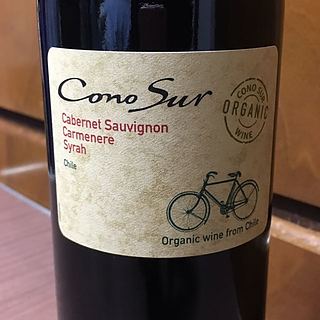 Cono Sur
Cabernet Sauvignon
Carmenere
Syrah
Chile
CONO SUR
ORGANIC
WINE
Organic wine from Chile